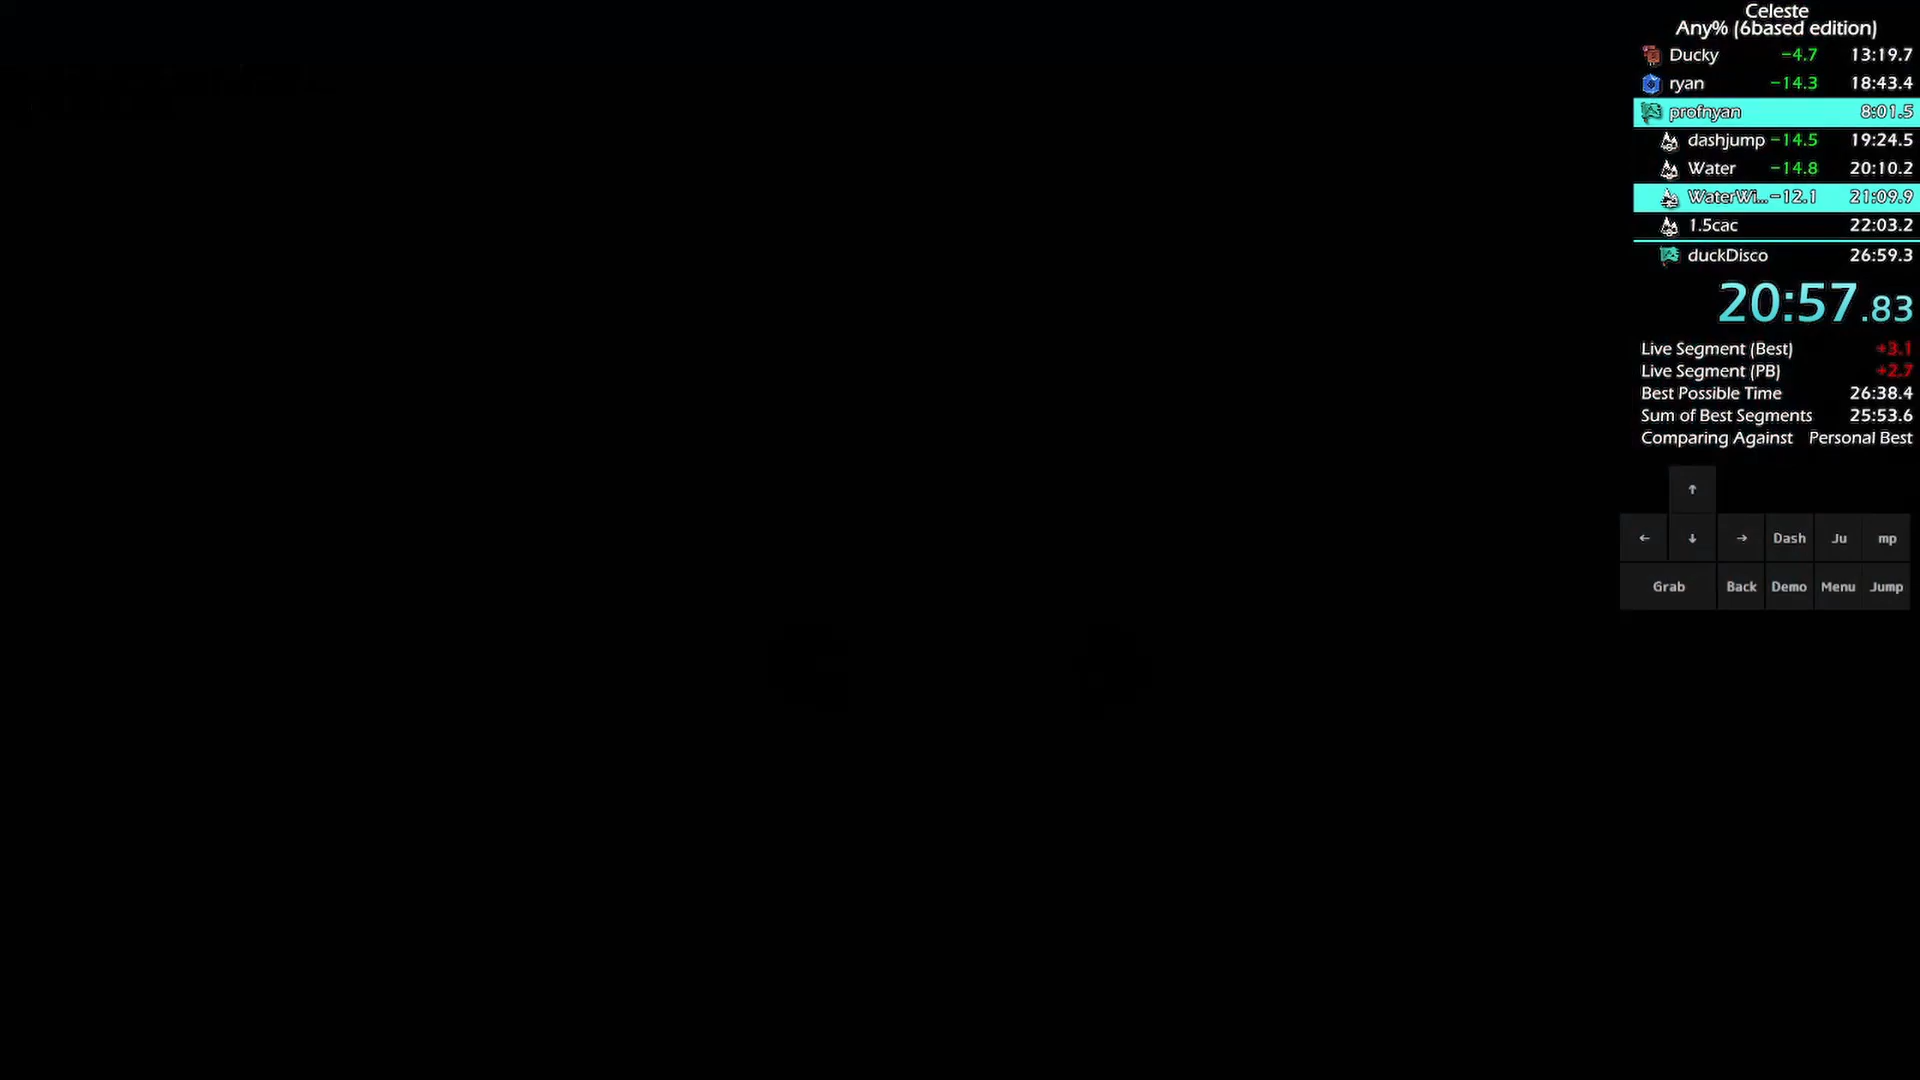 Celeste
Any% (6based edition)
Ducky −4.7 13:19.7
ryan −14.3 18:43.4
profnyan 8:01.5
dashjump −14.5 19:24.5
Water −14.8 20:10.2
WaterWi... −12.1 21:09.9
1.5cac 22:03.2
duckDisco 26:59.3
20:57.83
Live Segment (Best) +3.1
Live Segment (PB) +2.7
Best Possible Time 26:38.4
Sum of Best Segments 25:53.6
Comparing Against Personal Best
↑
← ↓ → Dash Ju mp
Grab Back Demo Menu Jump